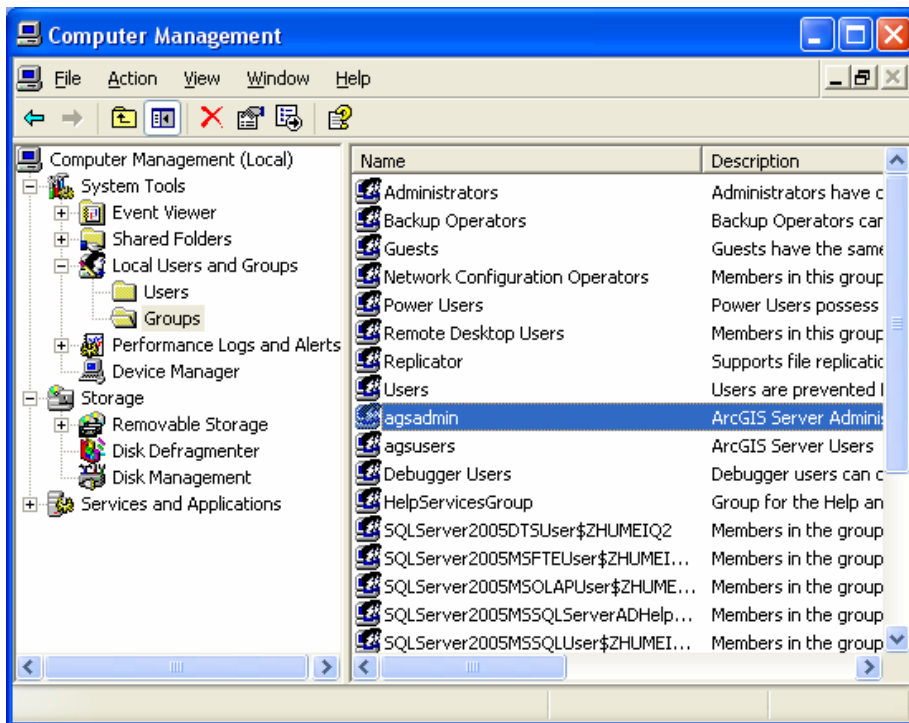 Computer Management
File Action View Window Help
Computer Management (Local)
System Tools
Event Viewer
Shared Folders
Local Users and Groups
Users
Groups
Performance Logs and Alerts
Device Manager
Storage
Removable Storage
Disk Defragmenter
Disk Management
Services and Applications
Name Description
Administrators Administrators have c
Backup Operators Backup Operators can
Guests Guests have the same
Network Configuration Operators Members in this group
Power Users Power Users possess
Remote Desktop Users Members in this group
Replicator Supports file replicatic
Users Users are prevented
agsadmin ArcGIS Server Adminis
agsusers ArcGIS Server Users
Debugger Users Debugger users can c
HelpServicesGroup Group for the Help an
SQLServer2005DTSUser$ZHUMEIQ2 Members in the group
SQLServer2005MSFTEUser$ZHUMEI... Members in the group
SQLServer2005MSOLAPUser$ZHUME... Members in the group
SQLServer2005MSSQLServerADHelp... Members in the group
SQLServer2005MSSQLUser$ZHUMEI... Members in the group